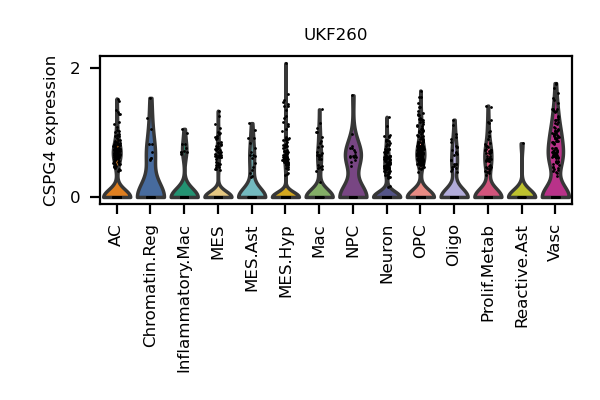 UKF260
CSPG4 expression
2
0
AC
Chromatin.Reg
Inflammatory.Mac
MES
MES.Ast
MES.Hyp
Mac
NPC
Neuron
OPC
Oligo
Prolif.Metab
Reactive.Ast
Vasc